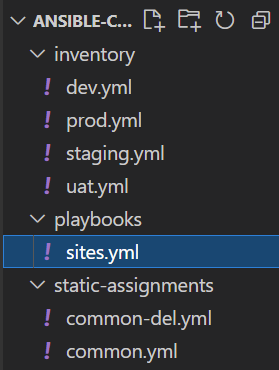 ANSIBLE-C...
inventory
dev.yml
prod.yml
staging.yml
uat.yml
playbooks
sites.yml
static-assignments
common-del.yml
common.yml